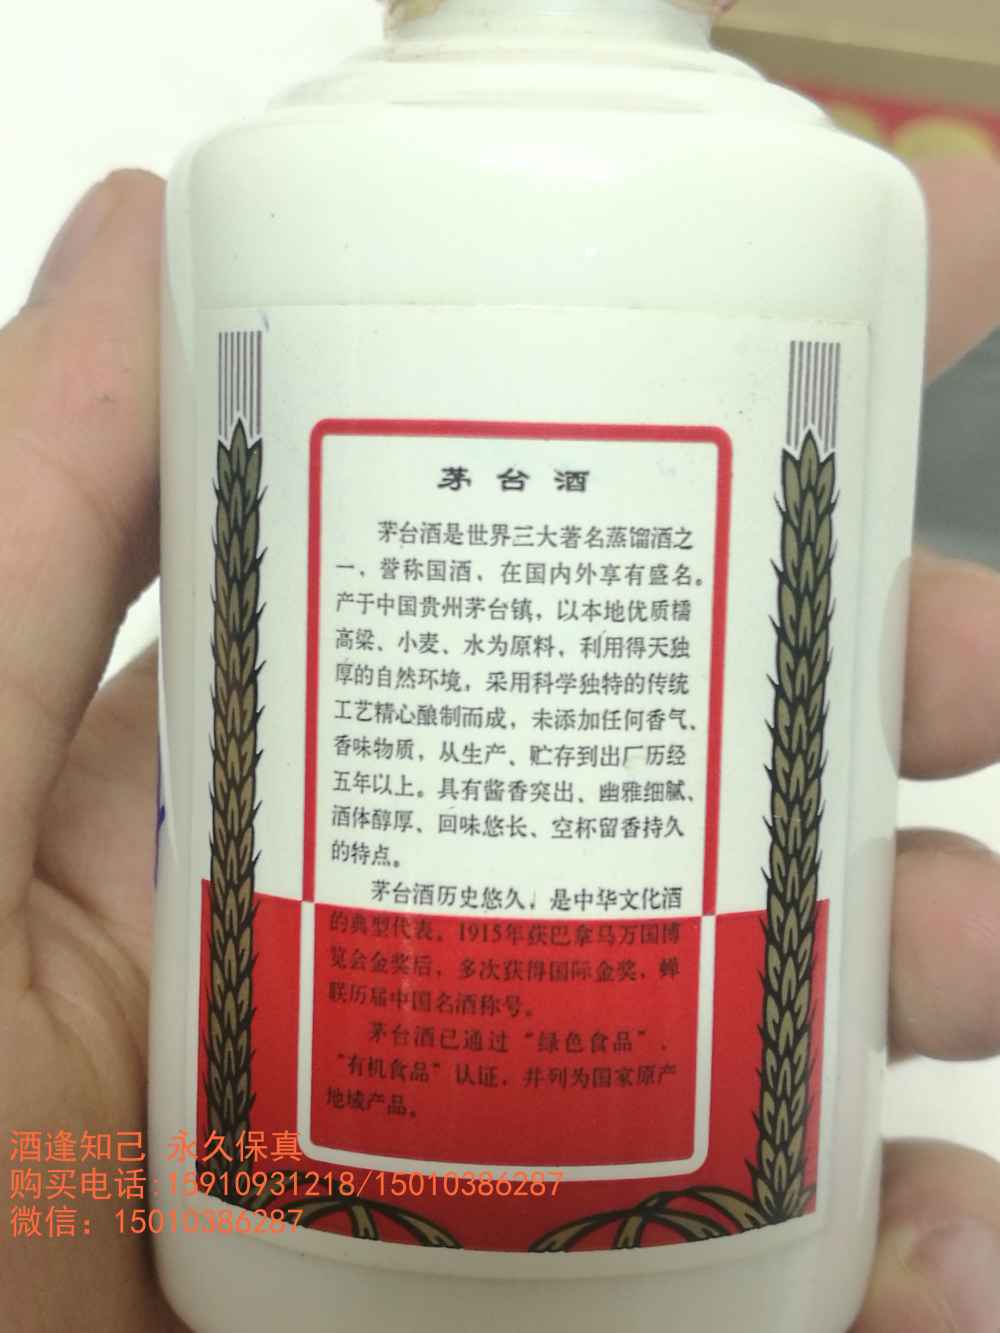 茅台酒
茅台酒是世界三大著名蒸馏酒之
一，誉称国酒，在国内外享有盛名。
产于中国贵州茅台镇，以本地优质糯
高粱、小麦、水为原料，利用得天独
厚的自然环境，采用科学独特的传统
工艺精心酿制而成，未添加任何香气、
香味物质，从生产、贮存到出厂历经
五年以上。具有酱香突出、幽雅细腻、
酒体醇厚、回味悠长、空杯留香持久
的特点。
茅台酒历史悠久，是中华文化酒
的典型代表。1915年获巴拿马万国博
览会金奖后，多次获得国际金奖，蝉
联历届中国名酒称号。
茅台酒已通过“绿色食品”、
“有机食品”认证，并列为国家原产
地域产品。
酒逢知己 永久保真
购买电话:15910931218/15010386287
微信：15010386287